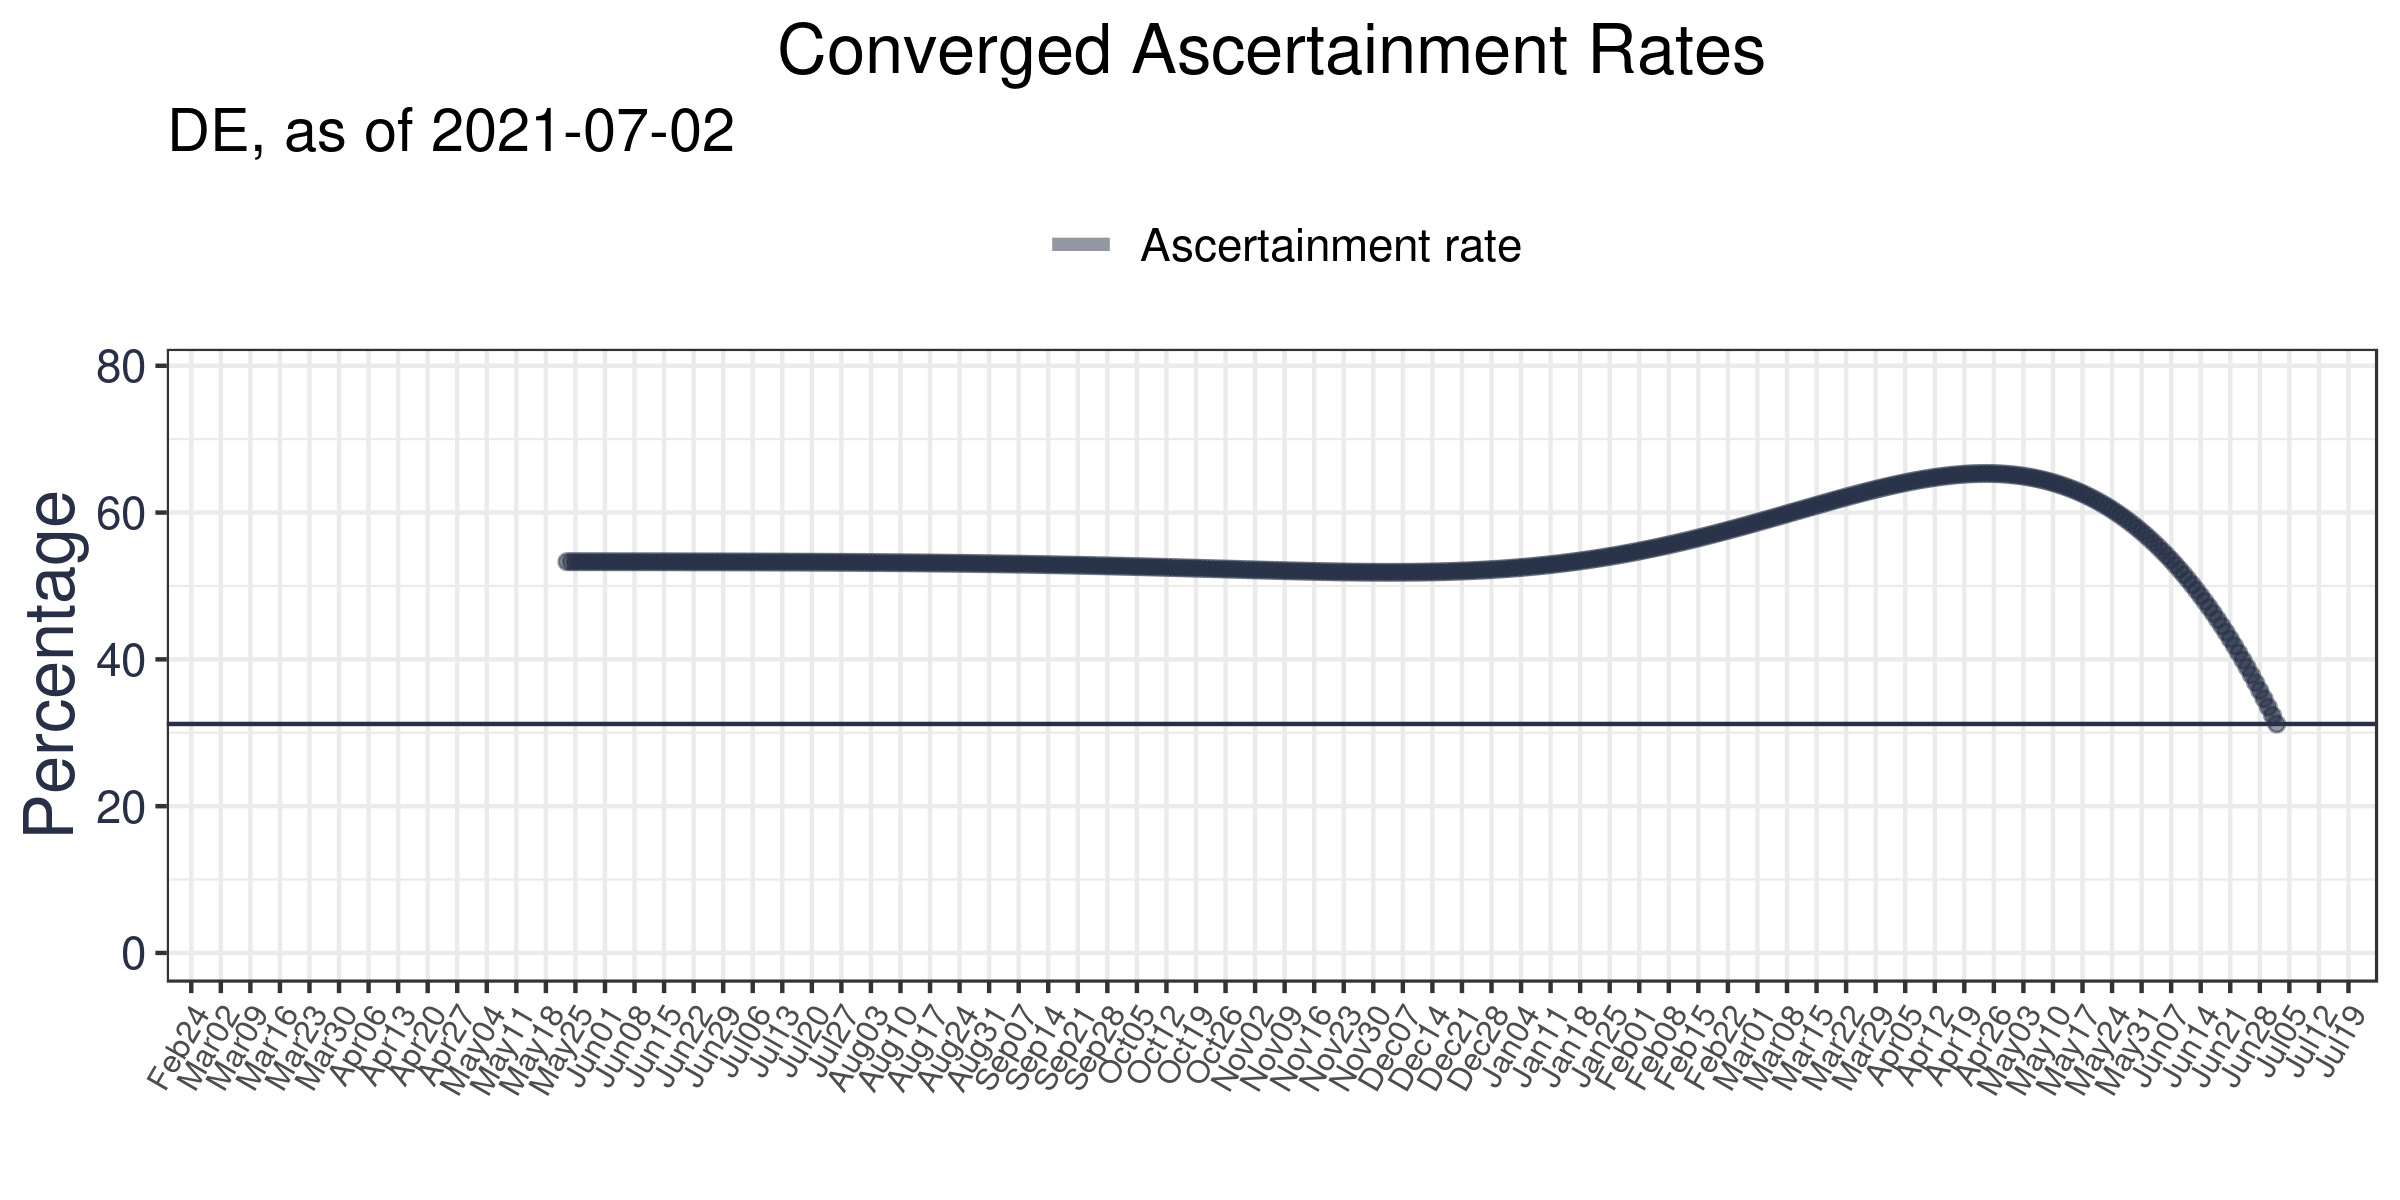 Converged Ascertainment Rates
DE, as of 2021-07-02
Ascertainment rate
Percentage
80
60
40
20
0
Feb24
Mar02
Mar09
Mar16
Mar23
Mar30
Apr06
Apr13
Apr20
Apr27
May04
May11
May18
May25
Jun01
Jun08
Jun15
Jun22
Jun29
Jul06
Jul13
Jul20
Jul27
Aug03
Aug10
Aug17
Aug24
Aug31
Sep07
Sep14
Sep21
Sep28
Oct05
Oct12
Oct19
Oct26
Nov02
Nov09
Nov16
Nov23
Nov30
Dec07
Dec14
Dec21
Dec28
Jan04
Jan11
Jan18
Jan25
Feb01
Feb08
Feb15
Feb22
Mar01
Mar08
Mar15
Mar22
Mar29
Apr05
Apr12
Apr19
Apr26
May03
May10
May17
May24
May31
Jun07
Jun14
Jun21
Jun28
Jul05
Jul12
Jul19